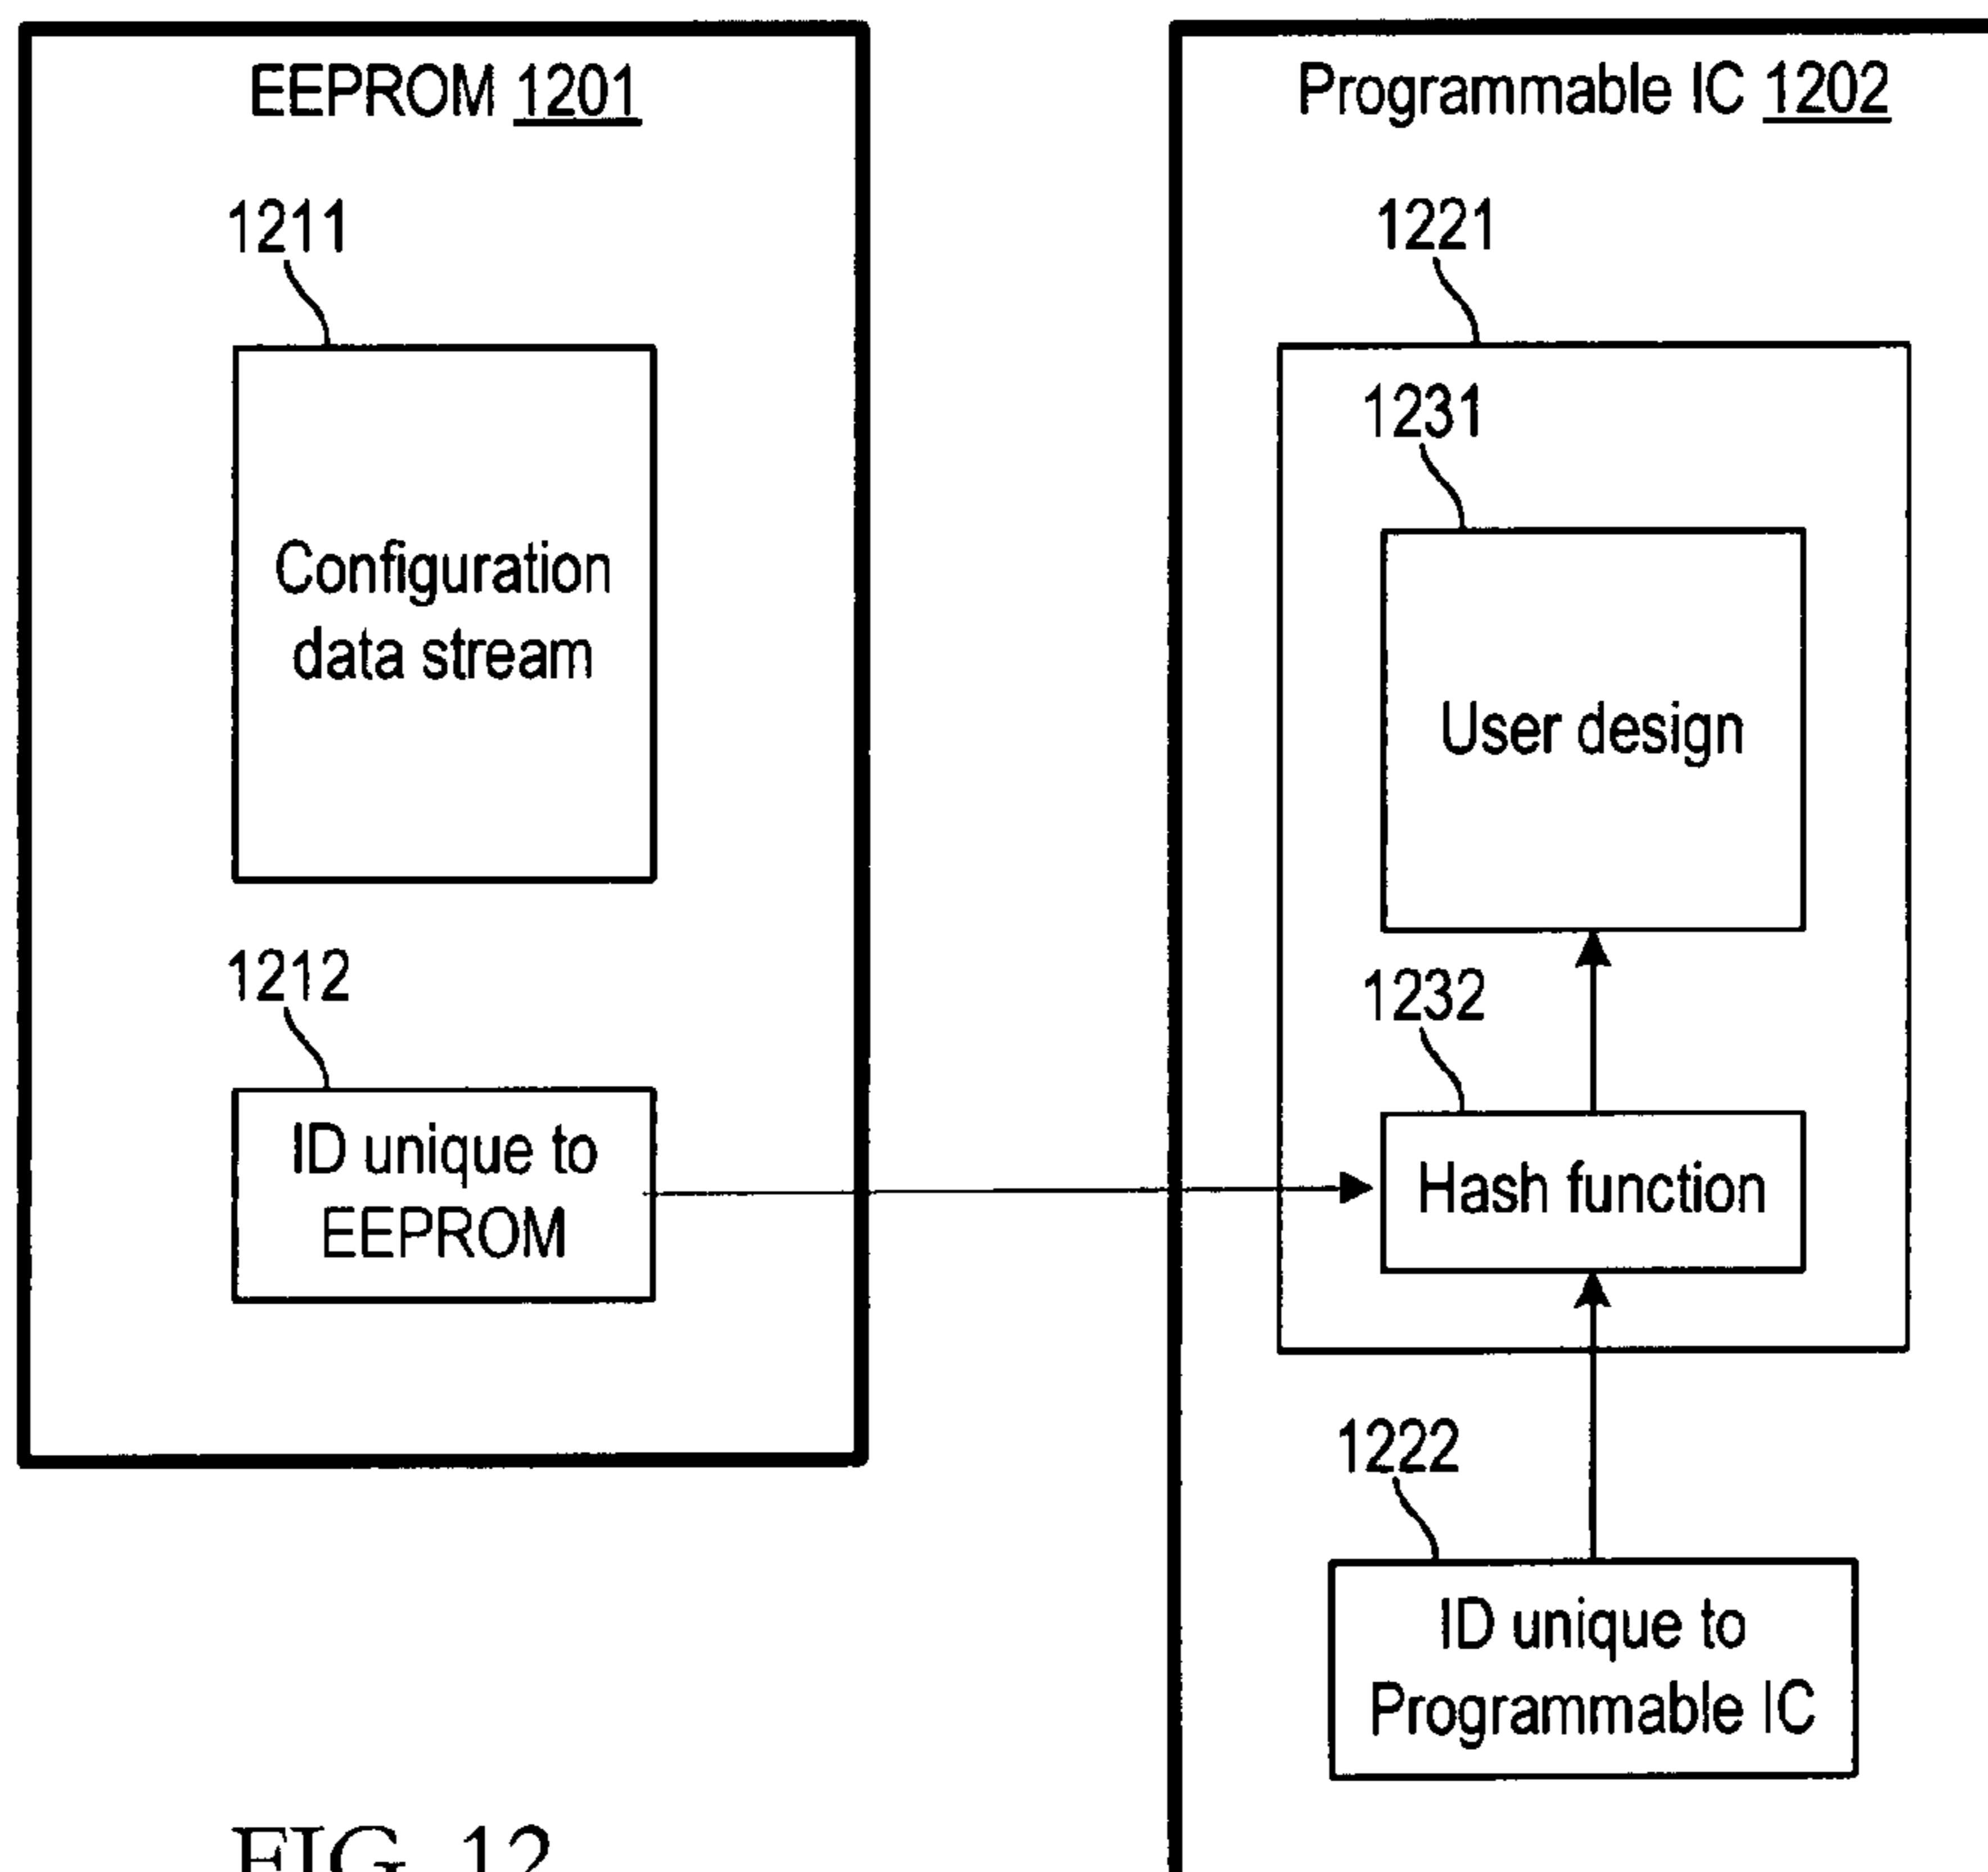 EEPROM 1201
1211
Configuration
data stream
1212
ID unique to
EEPROM
Programmable IC 1202
1221
1231
User design
1232
Hash function
1222
ID unique to
Programmable IC
FIG. 12